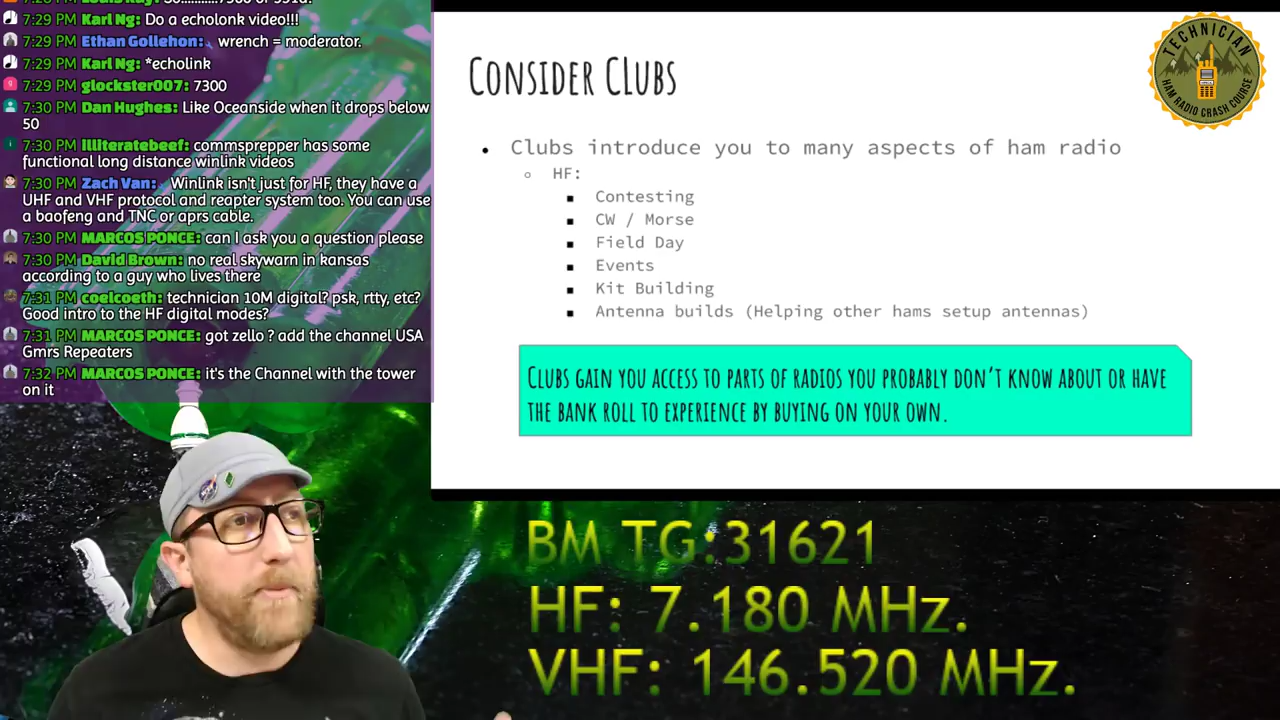 7:29 PM Karl Ng: Do a echolonk video!!!
7:29 PM Ethan Gollehon: wrench = moderator.
7:29 PM Karl Ng: *echolink
7:29 PM glockster007: 7300
7:30 PM Dan Hughes: Like Oceanside when it drops below
50
7:30 PM illiteratebeef: commsprepper has some
functional long distance winlink videos
7:30 PM Zach Van: Winlink isn't just for HF, they have a
UHF and VHF protocol and reapter system too. You can use
a baofeng and TNC or aprs cable.
7:30 PM MARCOS PONCE: can I ask you a question please
7:30 PM David Brown: no real skywarn in kansas
according to a guy who lives there
7:31 PM coelcoeth: technician 10M digital? psk, rtty, etc?
Good intro to the HF digital modes?
7:31 PM MARCOS PONCE: got zello ? add the channel USA
Gmrs Repeaters
7:32 PM MARCOS PONCE: it's the Channel with the tower
on it
CONSIDER CLUBS
TECHNICIAN
HAM RADIO CRASH COURSE
• Clubs introduce you to many aspects of ham radio
○ HF:
■ Contesting
■ CW / Morse
■ Field Day
■ Events
■ Kit Building
■ Antenna builds (Helping other hams setup antennas)
CLUBS GAIN YOU ACCESS TO PARTS OF RADIOS YOU PROBABLY DON'T KNOW ABOUT OR HAVE
THE BANK ROLL TO EXPERIENCE BY BUYING ON YOUR OWN.
BM TG:31621
HF: 7.180 MHz.
VHF: 146.520 MHz.